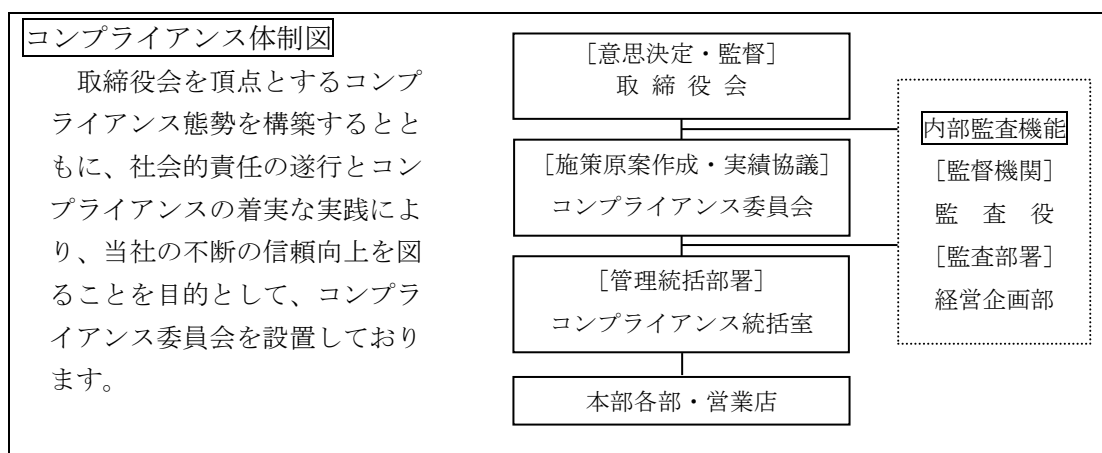 コンプライアンス体制図
取締役会を頂点とするコンプ
ライアンス態勢を構築するとと
もに、社会的責任の遂行とコン
プライアンスの着実な実践によ
り、当社の不断の信頼向上を図
ることを目的として、コンプラ
イアンス委員会を設置しており
ます。
[意思決定・監督]
取 締 役 会
[施策原案作成・実績協議]
コンプライアンス委員会
[管理統括部署]
コンプライアンス統括室
本部各部・営業店
内部監査機能
[監督機関]
監 査 役
[監査部署]
経営企画部